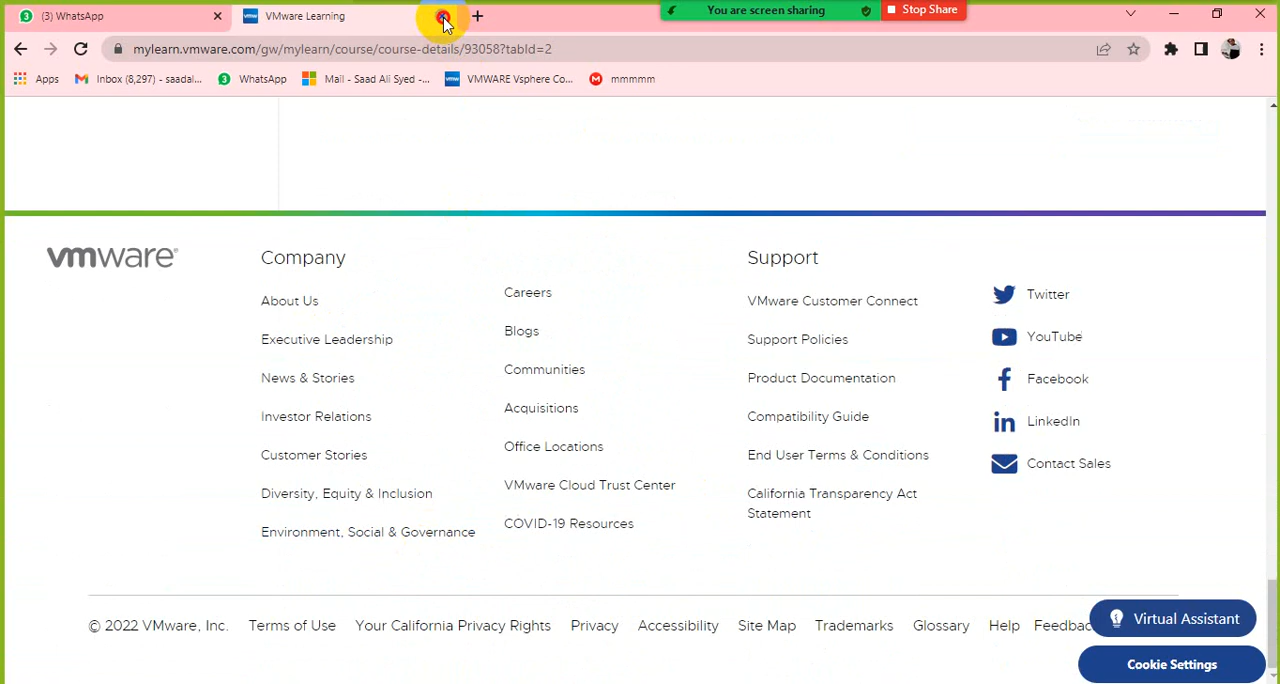 (3) WhatsApp
VMware Learning
You are screen sharing
Stop Share
mylearn.vmware.com/gw/mylearn/course/course-details/93058?tabId=2
Apps
Inbox (8,297) - saadal...
WhatsApp
Mail - Saad Ali Syed -...
VMWARE Vsphere Co...
mmmmm
vmware®
Company
About Us
Executive Leadership
News & Stories
Investor Relations
Customer Stories
Diversity, Equity & Inclusion
Environment, Social & Governance
Careers
Blogs
Communities
Acquisitions
Office Locations
VMware Cloud Trust Center
COVID-19 Resources
Support
VMware Customer Connect
Support Policies
Product Documentation
Compatibility Guide
End User Terms & Conditions
California Transparency Act
Statement
Twitter
YouTube
Facebook
LinkedIn
Contact Sales
© 2022 VMware, Inc. Terms of Use Your California Privacy Rights Privacy Accessibility Site Map Trademarks Glossary Help Feedbac
Virtual Assistant
Cookie Settings